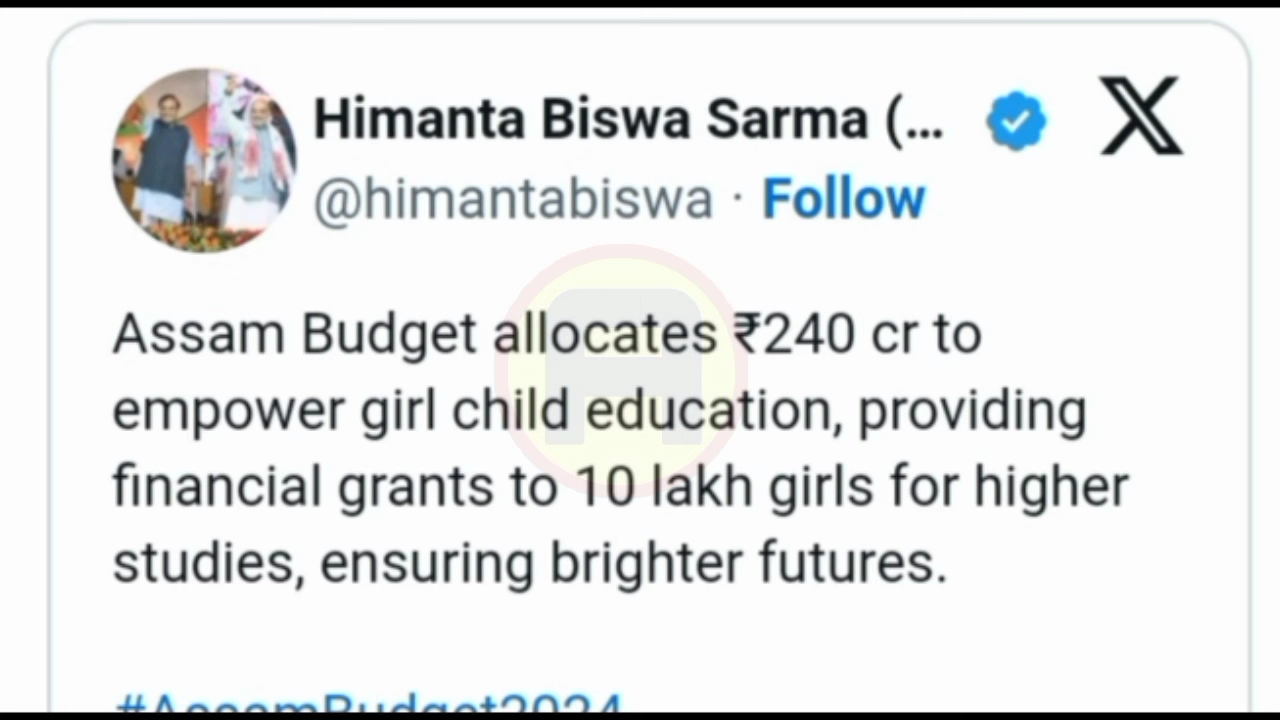 Himanta Biswa Sarma (...
@himantabiswa · Follow
Assam Budget allocates ₹240 cr to
empower girl child education, providing
financial grants to 10 lakh girls for higher
studies, ensuring brighter futures.
#AssamBudget2024